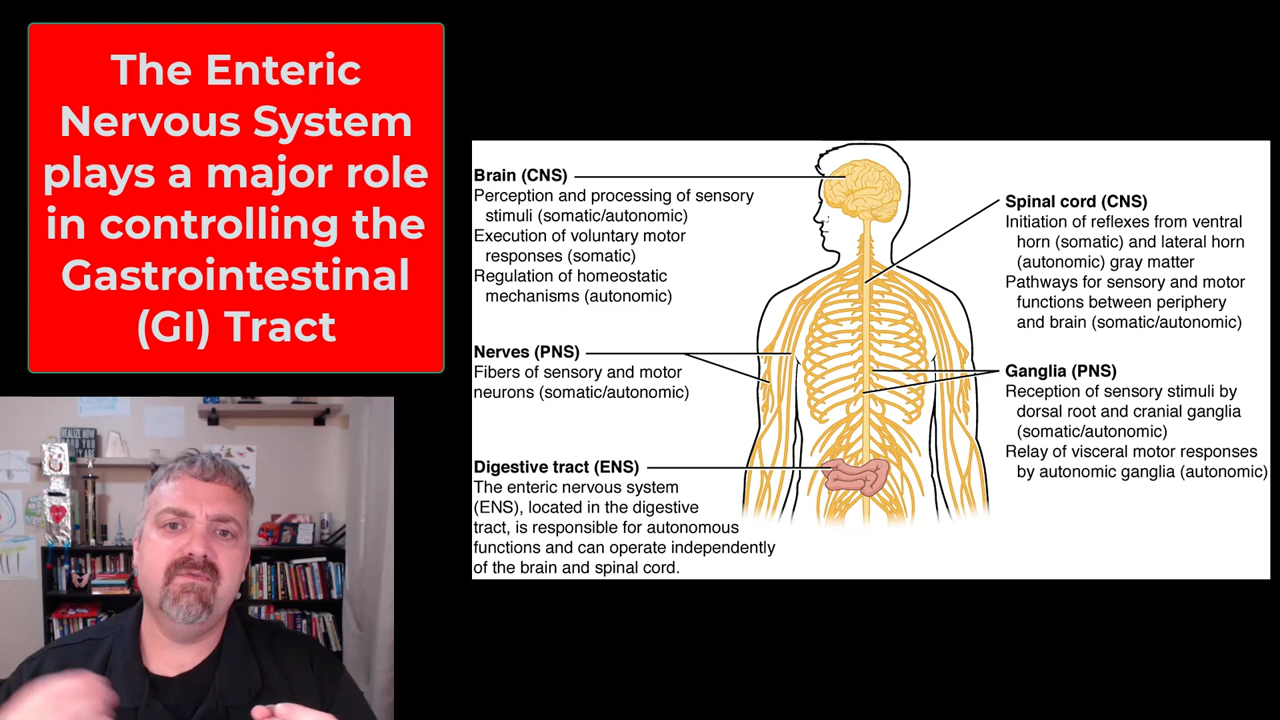 The Enteric
Nervous System
plays a major role
in controlling the
Gastrointestinal
(GI) Tract
Brain (CNS)
Perception and processing of sensory
stimuli (somatic/autonomic)
Execution of voluntary motor
responses (somatic)
Regulation of homeostatic
mechanisms (autonomic)
Nerves (PNS)
Fibers of sensory and motor
neurons (somatic/autonomic)
Digestive tract (ENS)
The enteric nervous system
(ENS), located in the digestive
tract, is responsible for autonomous
functions and can operate independently
of the brain and spinal cord.
Spinal cord (CNS)
Initiation of reflexes from ventral
horn (somatic) and lateral horn
(autonomic) gray matter
Pathways for sensory and motor
functions between periphery
and brain (somatic/autonomic)
Ganglia (PNS)
Reception of sensory stimuli by
dorsal root and cranial ganglia
(somatic/autonomic)
Relay of visceral motor responses
by autonomic ganglia (autonomic)
REALIZE HOW